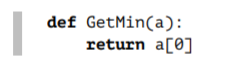 def GetMin(a):
    return a[0]